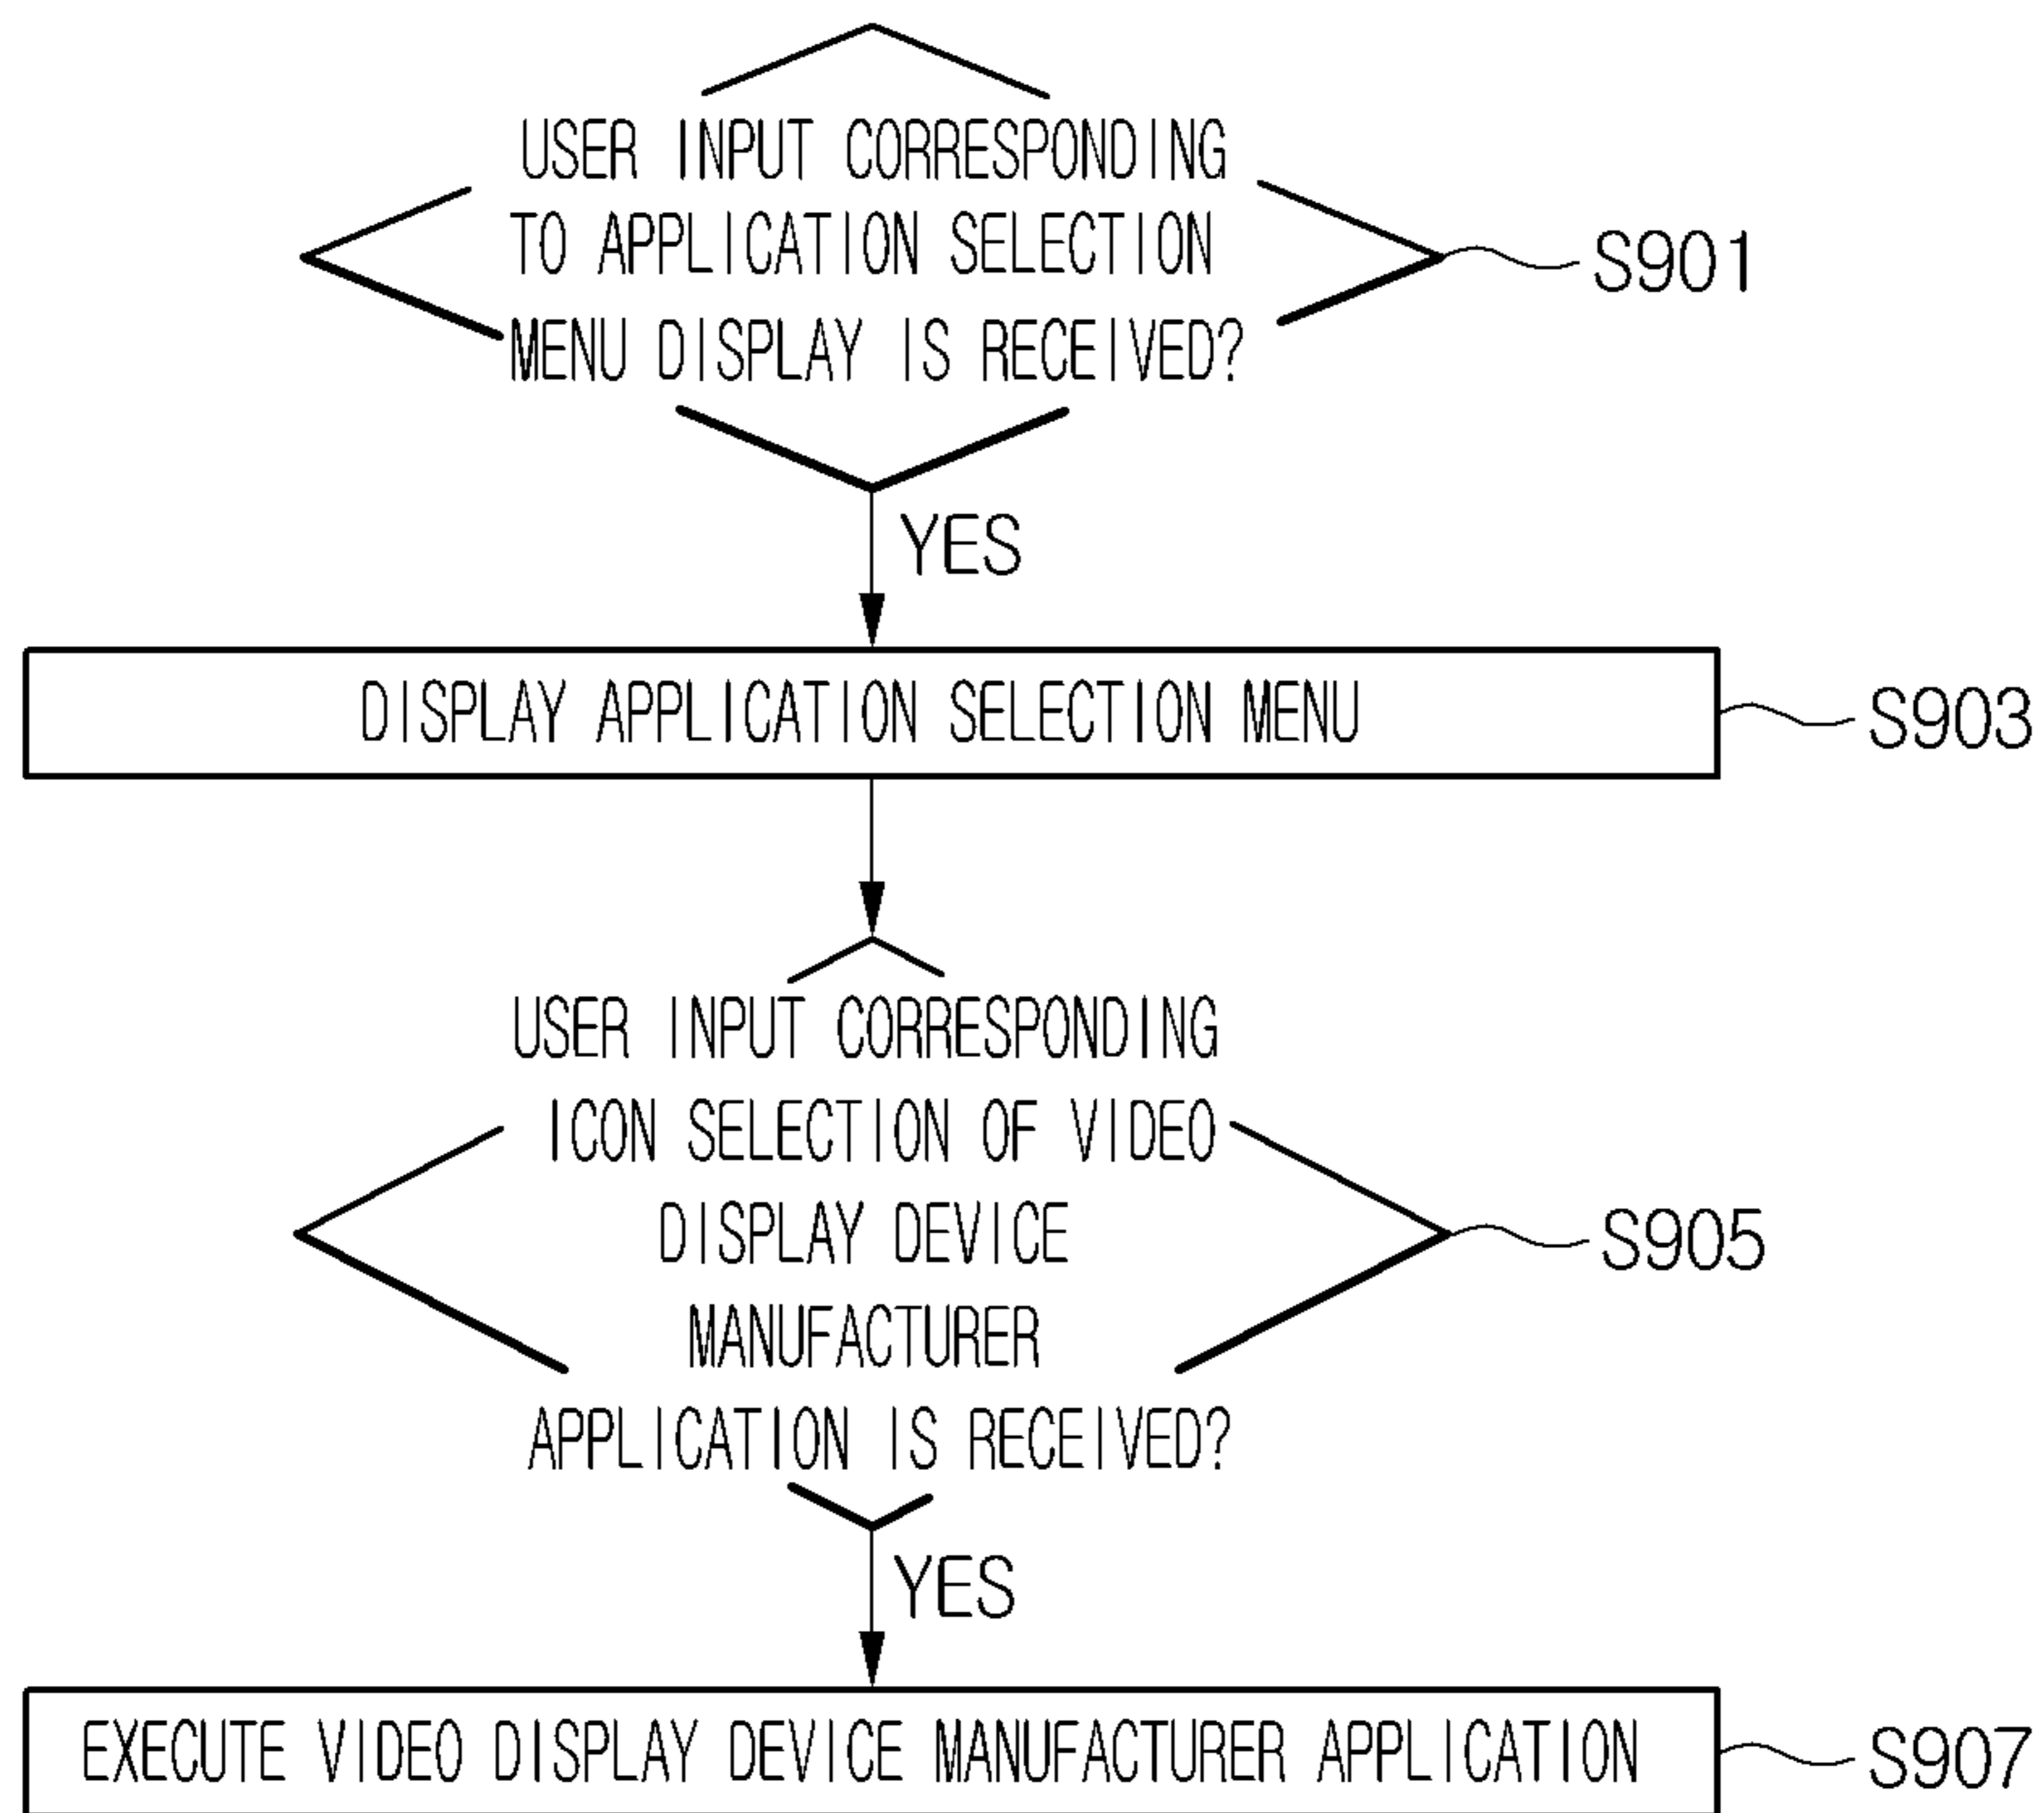 USER INPUT CORRESPONDING
TO APPLICATION SELECTION
MENU DISPLAY IS RECEIVED?
S901
YES
DISPLAY APPLICATION SELECTION MENU
S903
USER INPUT CORRESPONDING
ICON SELECTION OF VIDEO
DISPLAY DEVICE
MANUFACTURER
APPLICATION IS RECEIVED?
S905
YES
EXECUTE VIDEO DISPLAY DEVICE MANUFACTURER APPLICATION
S907